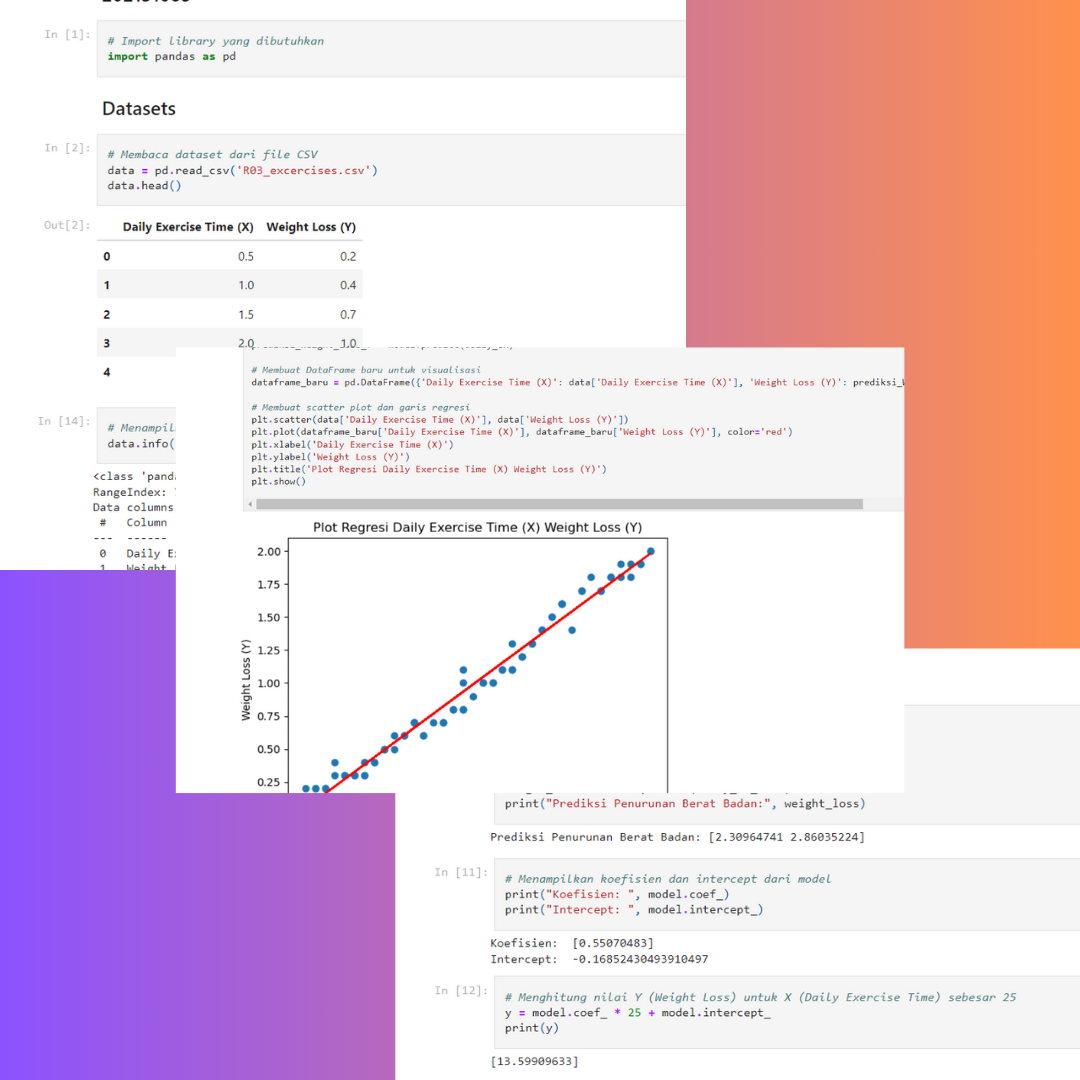 In [1]:
# Import library yang dibutuhkan
import pandas as pd
Datasets
In [2]:
# Membaca dataset dari file CSV
data = pd.read_csv('R03_excercises.csv')
data.head()
Out[2]:
Daily Exercise Time (X) Weight Loss (Y)
0 0.5 0.2
1 1.0 0.4
2 1.5 0.7
3 2.0 1.0
4
In [14]:
# Menampil
data.info(
<class 'panda
RangeIndex:
Data columns
# Column
--- ------
0 Daily Ex
1 Weight
# Membuat DataFrame baru untuk visualisasi
dataframe_baru = pd.DataFrame({'Daily Exercise Time (X)': data['Daily Exercise Time (X)'], 'Weight Loss (Y)': prediksi_
# Membuat scatter plot dan garis regresi
plt.scatter(data['Daily Exercise Time (X)'], data['Weight Loss (Y)'])
plt.plot(dataframe_baru['Daily Exercise Time (X)'], dataframe_baru['Weight Loss (Y)'], color='red')
plt.xlabel('Daily Exercise Time (X)')
plt.ylabel('Weight Loss (Y)')
plt.title('Plot Regresi Daily Exercise Time (X) Weight Loss (Y)')
plt.show()
Plot Regresi Daily Exercise Time (X) Weight Loss (Y)
2.00
1.75
1.50
1.25
1.00
0.75
0.50
0.25
Weight Loss (Y)
print("Prediksi Penurunan Berat Badan:", weight_loss)
Prediksi Penurunan Berat Badan: [2.30964741 2.86035224]
In [11]:
# Menampilkan koefisien dan intercept dari model
print("Koefisien: ", model.coef_)
print("Intercept: ", model.intercept_)
Koefisien: [0.55070483]
Intercept: -0.16852430493910497
In [12]:
# Menghitung nilai Y (Weight Loss) untuk X (Daily Exercise Time) sebesar 25
y = model.coef_ * 25 + model.intercept_
print(y)
[13.59909633]